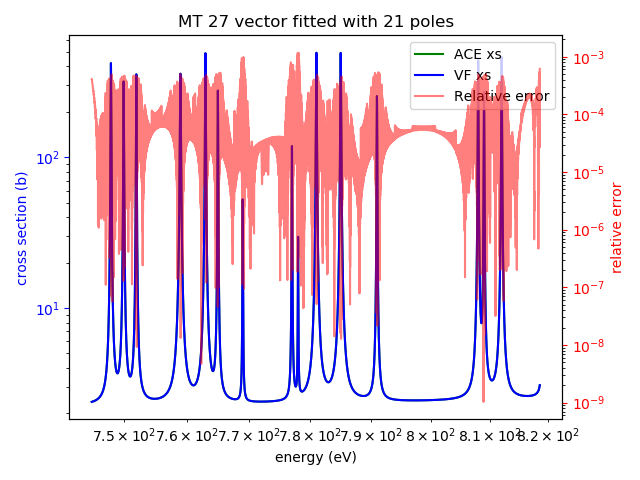 MT 27 vector fitted with 21 poles
ACE xs
VF xs
Relative error
cross section (b)
10²
10¹
10⁻³
10⁻⁴
10⁻⁵
10⁻⁶
10⁻⁷
10⁻⁸
10⁻⁹
relative error
7.5 × 10² 7.6 × 10² 7.7 × 10² 7.8 × 10² 7.9 × 10² 8 × 10² 8.1 × 10² 8.2 × 10²
energy (eV)